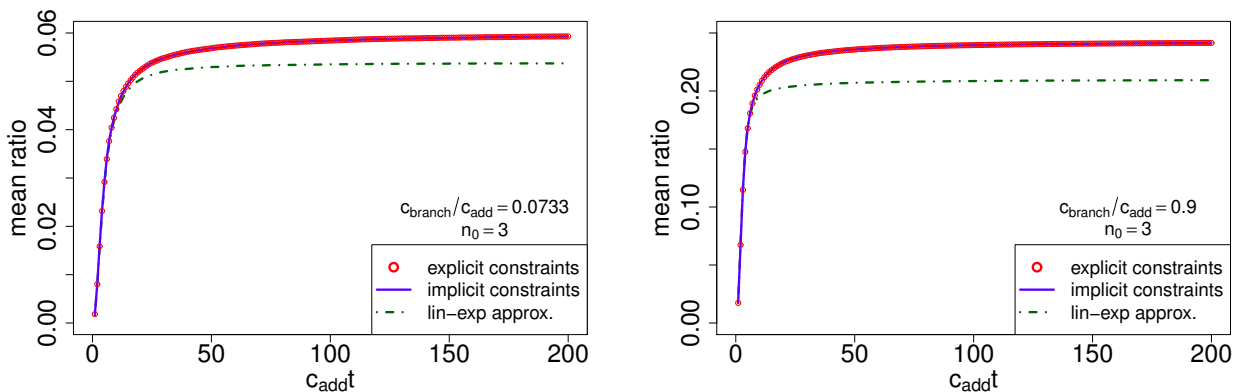 mean ratio
0.06
0.04
0.02
0.00
c_branch/c_add = 0.0733
n_0 = 3
explicit constraints
implicit constraints
lin−exp approx.
0 50 100 150 200
c_add t
mean ratio
0.20
0.10
0.00
c_branch/c_add = 0.9
n_0 = 3
explicit constraints
implicit constraints
lin−exp approx.
0 50 100 150 200
c_add t